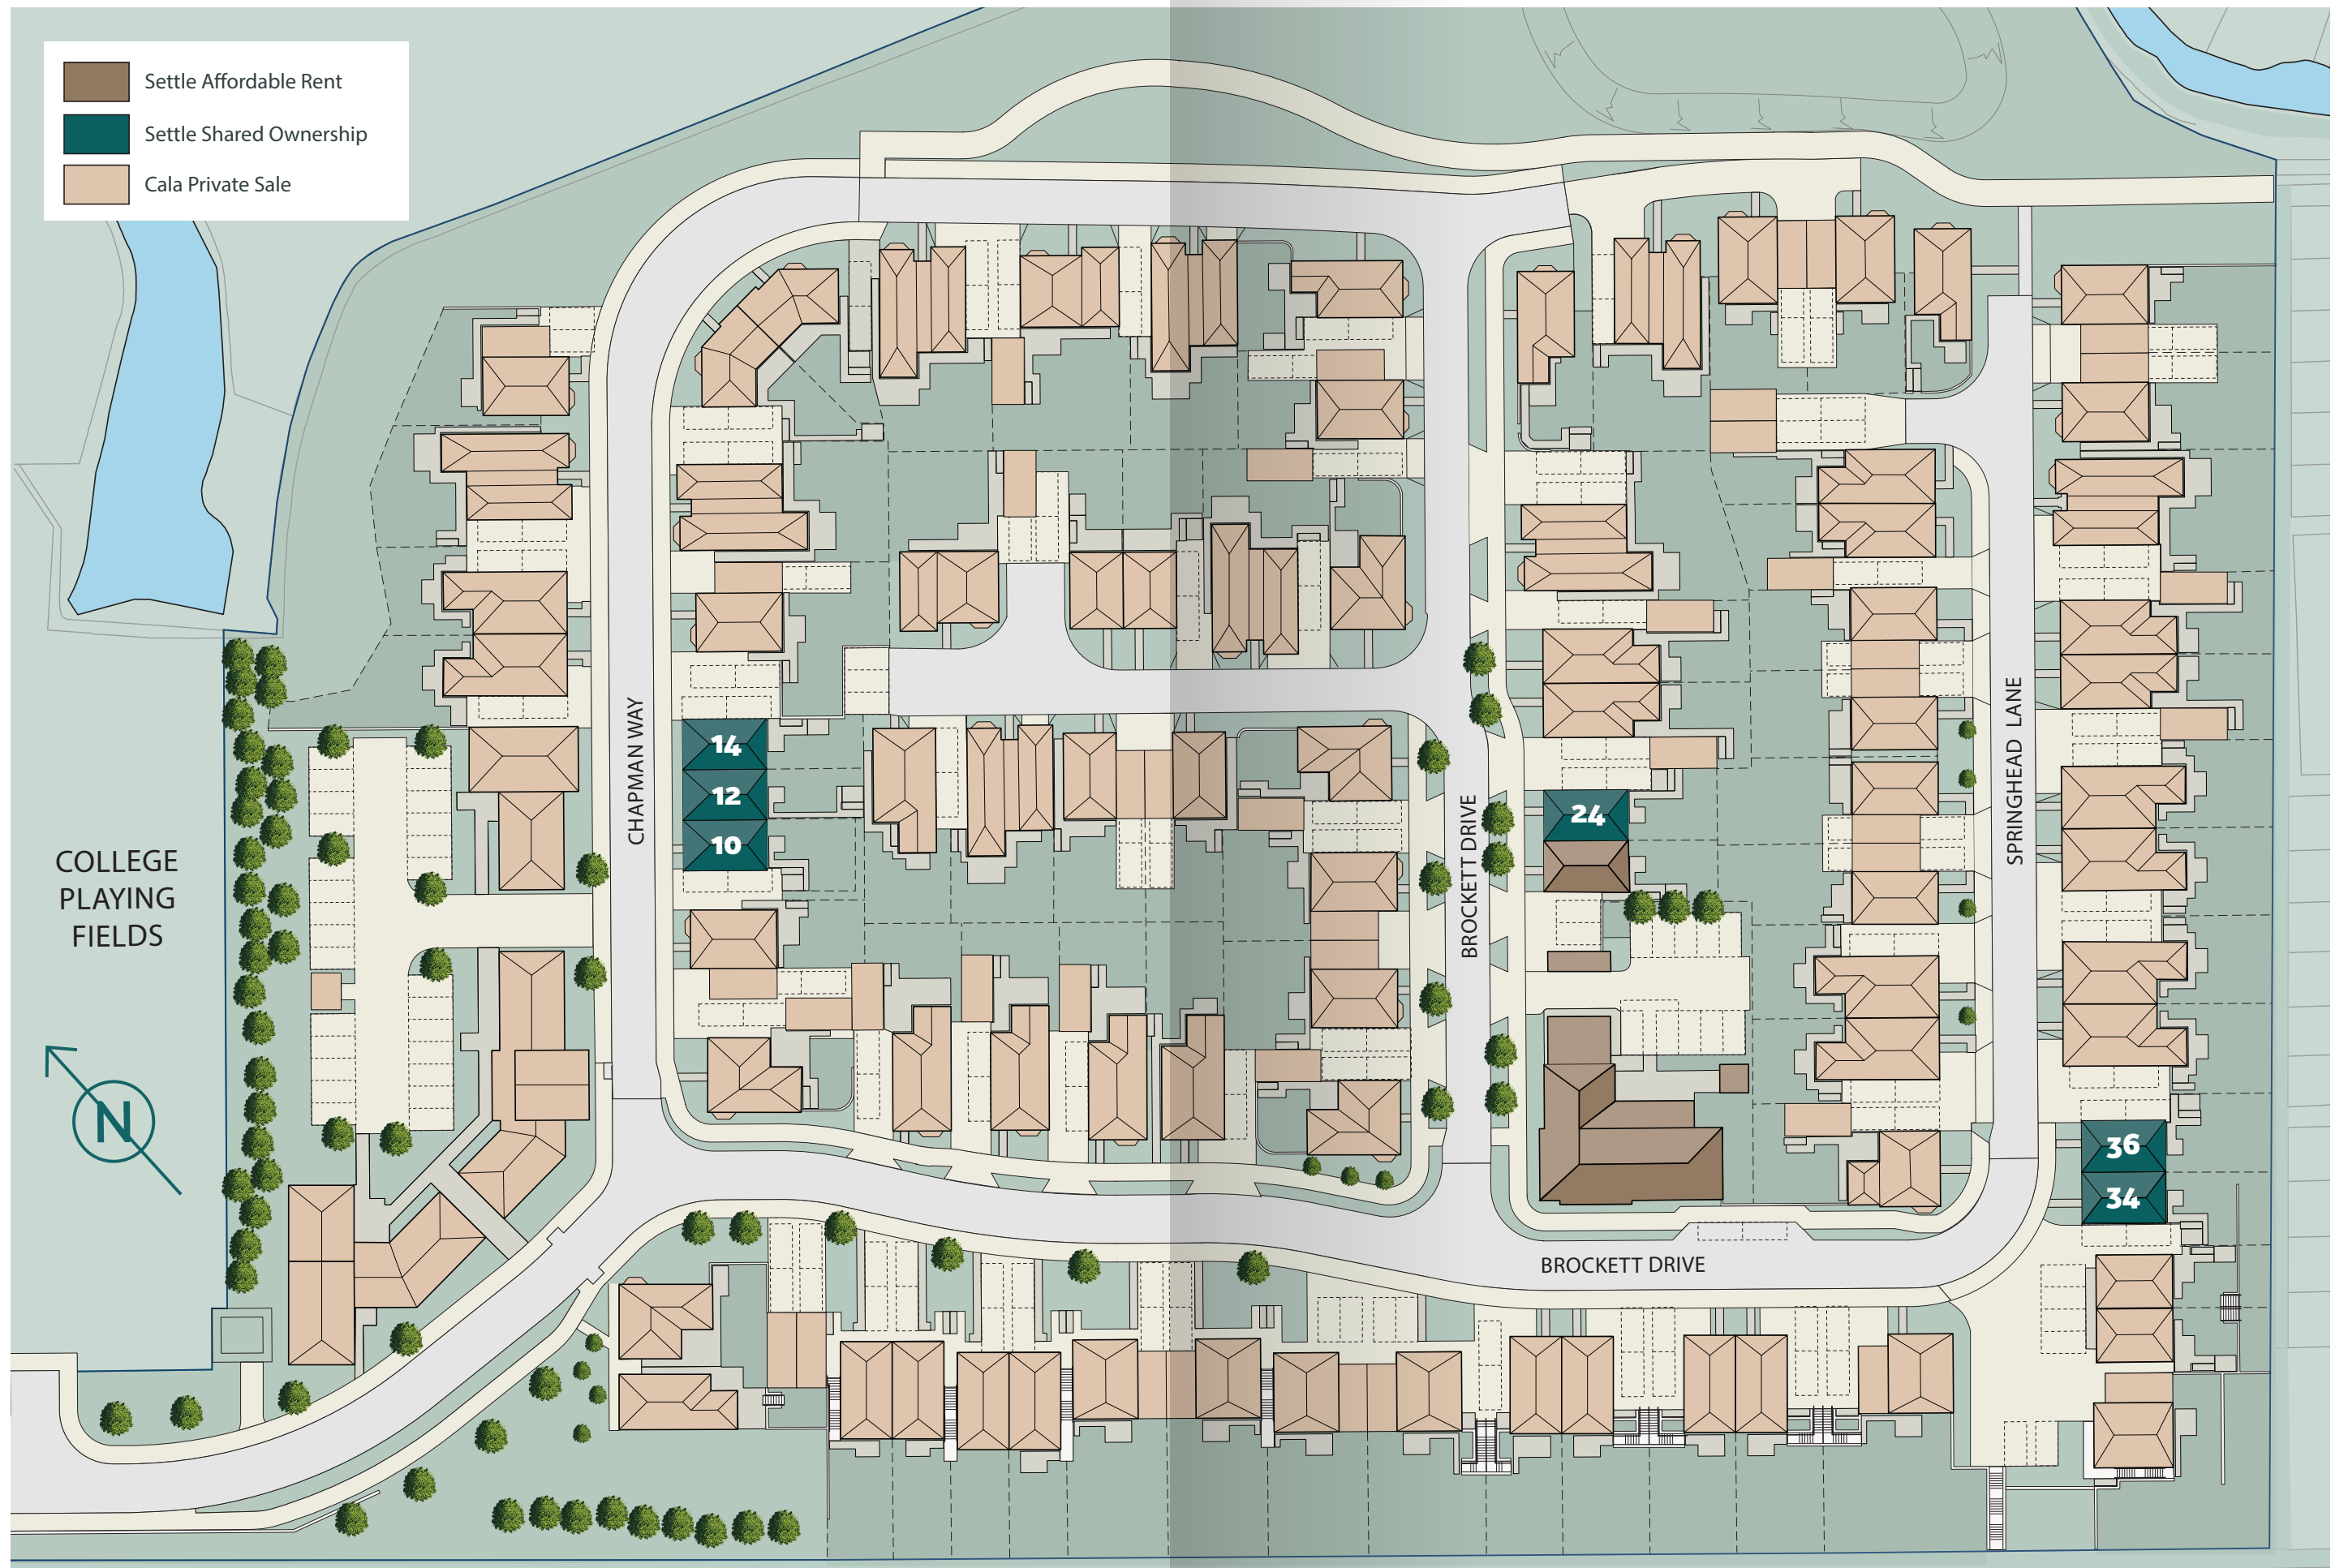 Settle Affordable Rent
Settle Shared Ownership
Cala Private Sale
CHAPMAN WAY
14
12
10
COLLEGE
PLAYING
FIELDS
N
BROCKETT DRIVE
24
SPRINGHEAD LANE
36
34
BROCKETT DRIVE